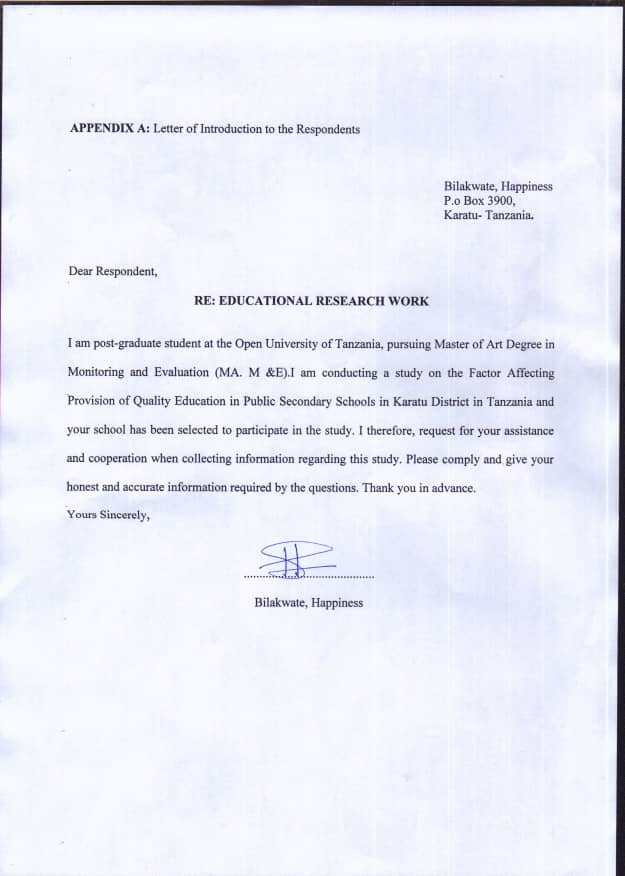 APPENDIX A: Letter of Introduction to the Respondents
Bilakwate, Happiness
P.o Box 3900,
Karatu- Tanzania.
Dear Respondent,
RE: EDUCATIONAL RESEARCH WORK
I am post-graduate student at the Open University of Tanzania, pursuing Master of Art Degree in
Monitoring and Evaluation (MA. M &E).I am conducting a study on the Factor Affecting
Provision of Quality Education in Public Secondary Schools in Karatu District in Tanzania and
your school has been selected to participate in the study. I therefore, request for your assistance
and cooperation when collecting information regarding this study. Please comply and give your
honest and accurate information required by the questions. Thank you in advance.
Yours Sincerely,
Bilakwate, Happiness